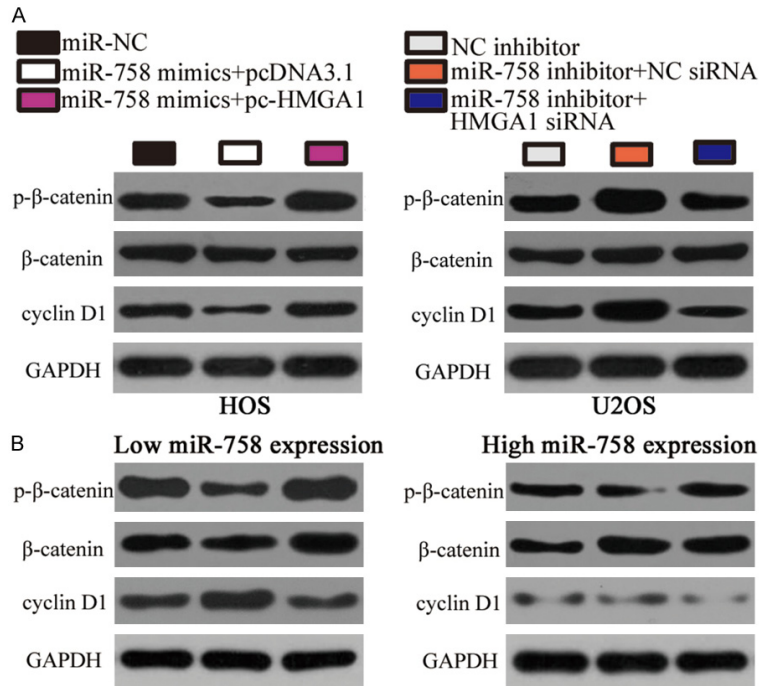 A
miR-NC
miR-758 mimics+pcDNA3.1
miR-758 mimics+pc-HMGA1
NC inhibitor
miR-758 inhibitor+NC siRNA
miR-758 inhibitor+
HMGA1 siRNA
p-β-catenin
β-catenin
cyclin D1
GAPDH
HOS
p-β-catenin
β-catenin
cyclin D1
GAPDH
U2OS
B
Low miR-758 expression
p-β-catenin
β-catenin
cyclin D1
GAPDH
High miR-758 expression
p-β-catenin
β-catenin
cyclin D1
GAPDH